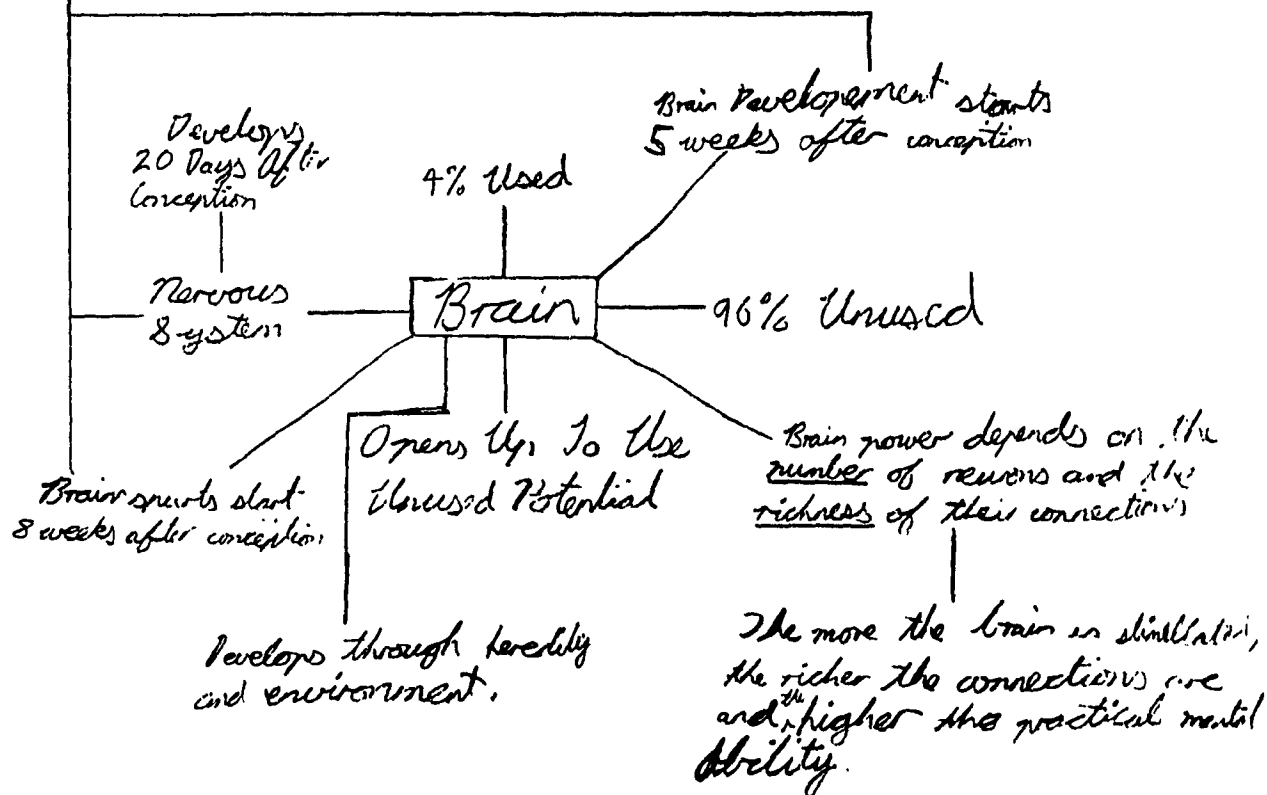 Brain Developement starts
5 weeks after conception
Develops
20 Days After
Conception
4% Used
Nervous
System
Brain
96% Unused
Opens Up To Use
Unused Potential
Brain power depends on the
number of neurons and the
richness of their connections
Brain spurts start
8 weeks after conception
Develops through heredity
and environment.
The more the brain is
the richer the connections are
and the higher the practical mental
Ability.